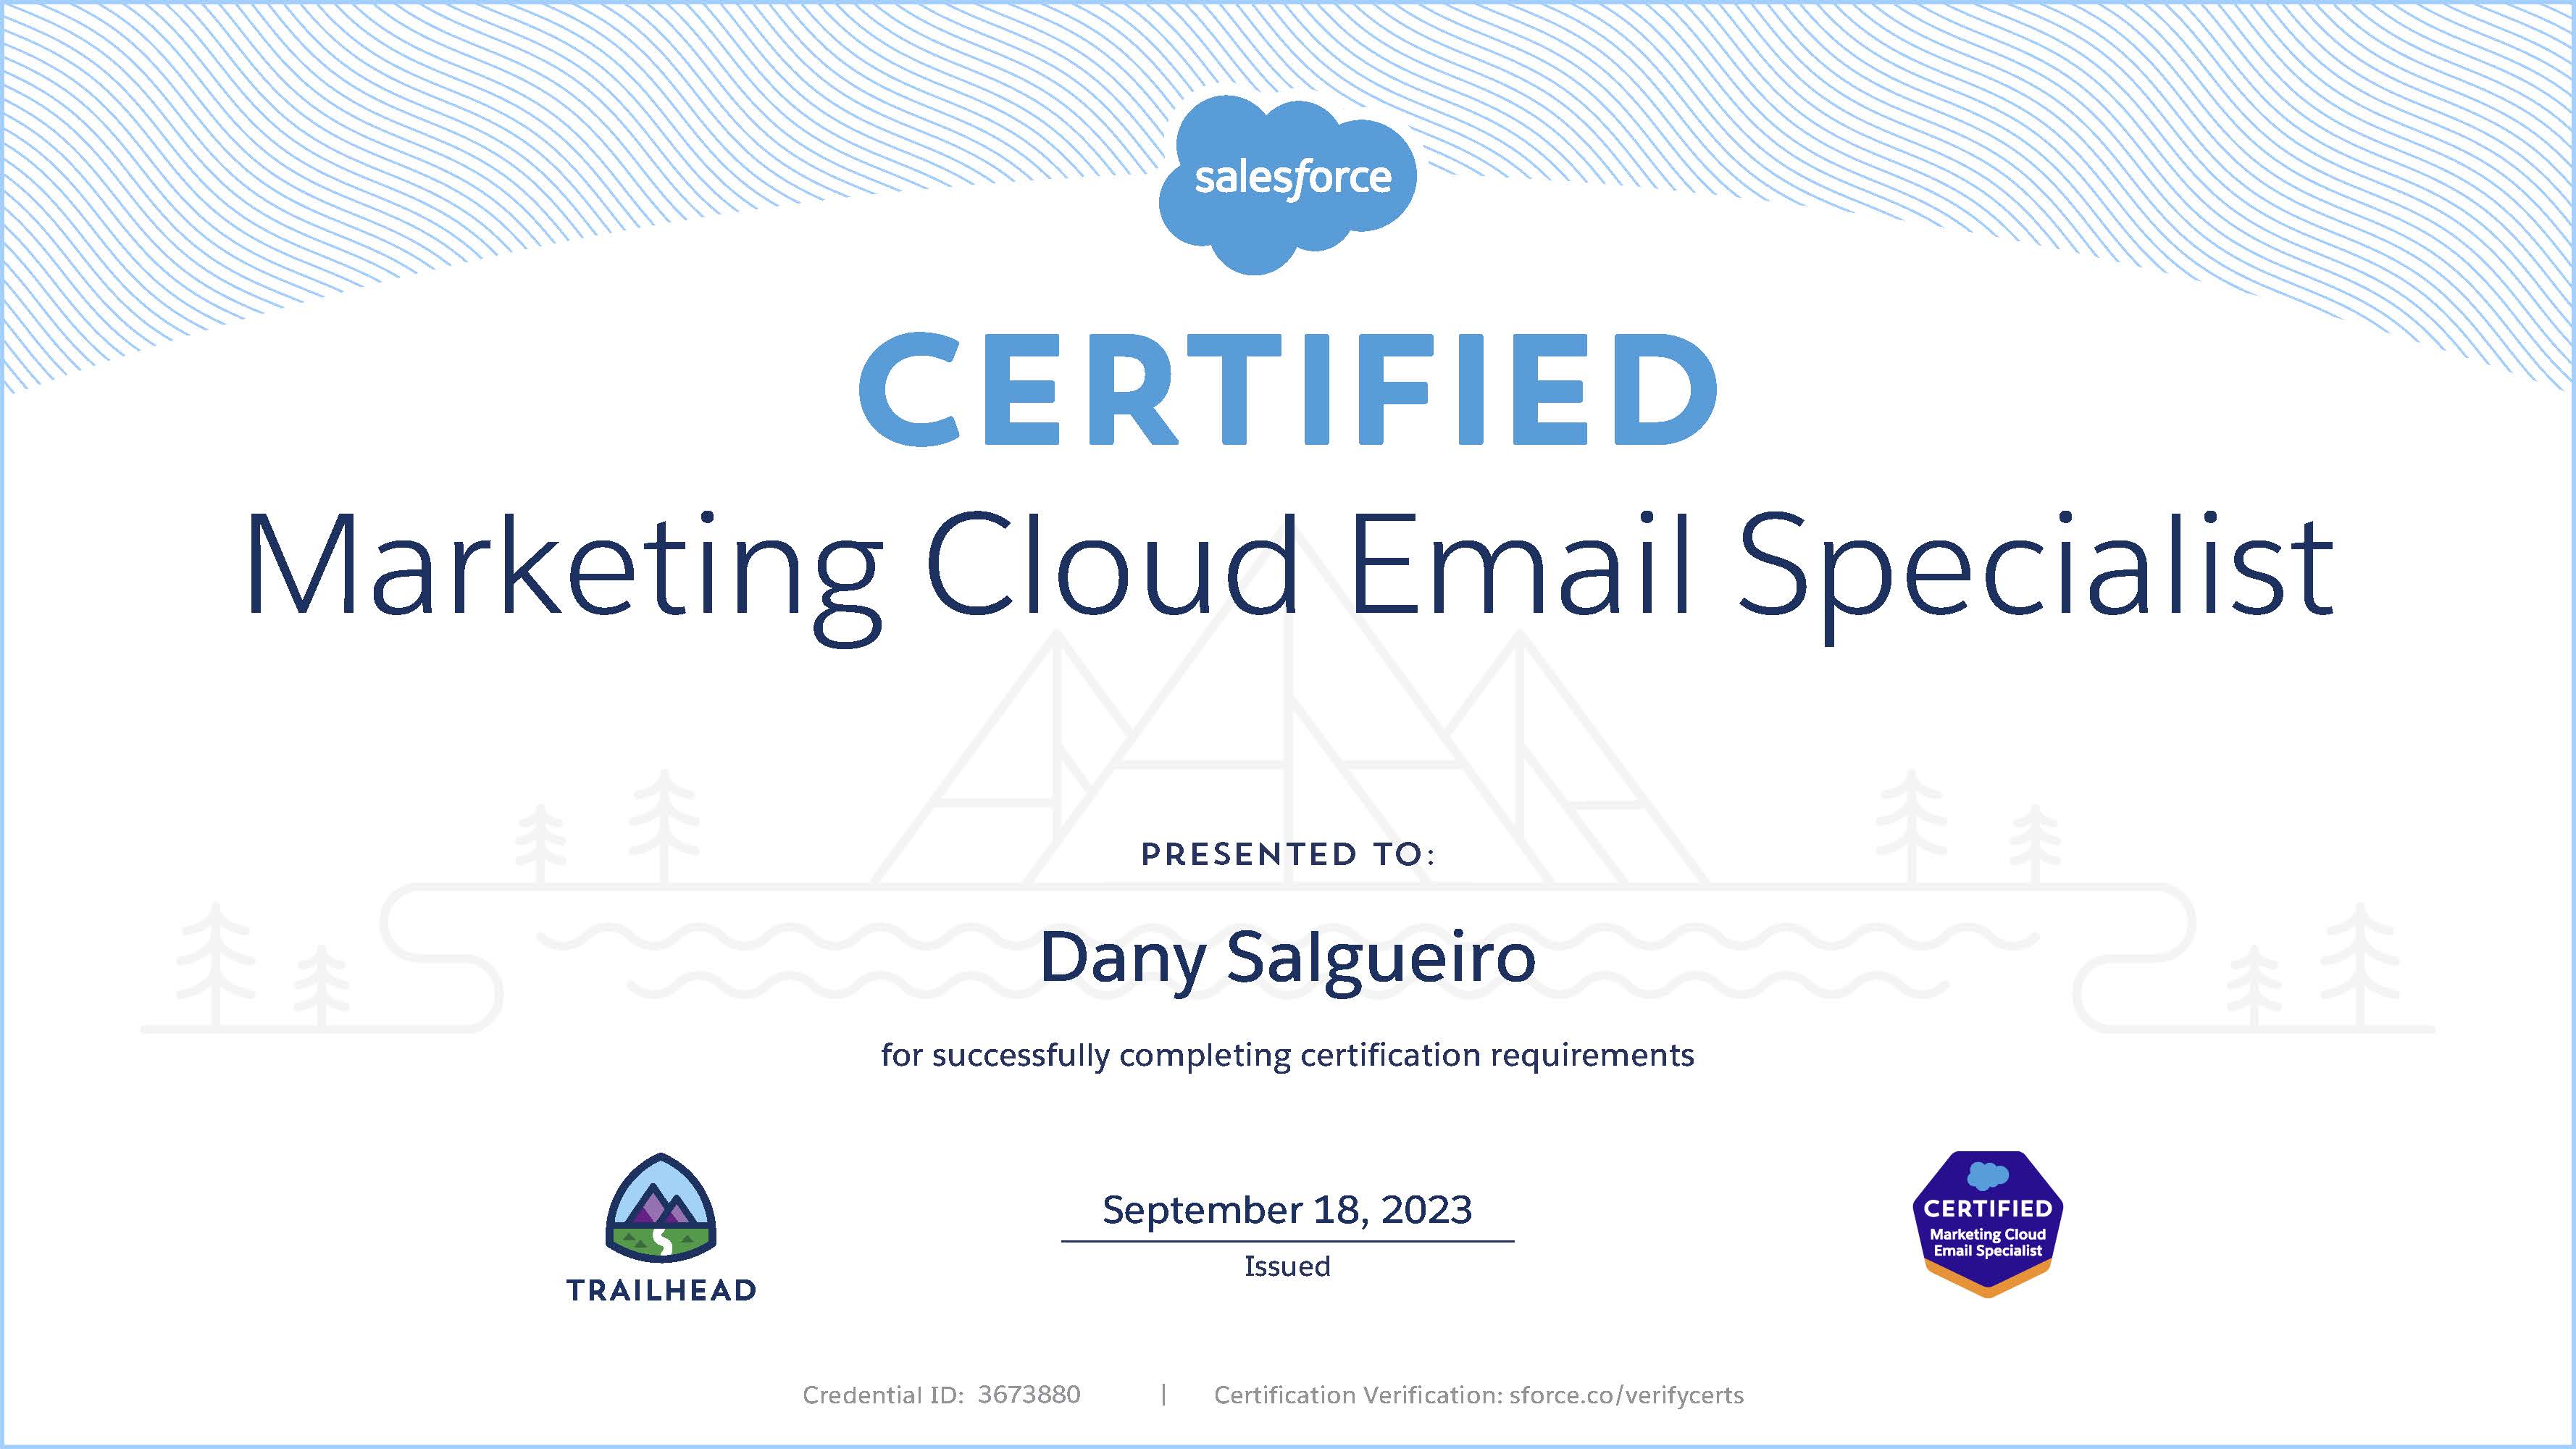 salesforce
CERTIFIED
Marketing Cloud Email Specialist
PRESENTED TO:
Dany Salgueiro
for successfully completing certification requirements
September 18, 2023
Issued
TRAILHEAD
CERTIFIED
Marketing Cloud
Email Specialist
Credential ID: 3673880 | Certification Verification: sforce.co/verifycerts